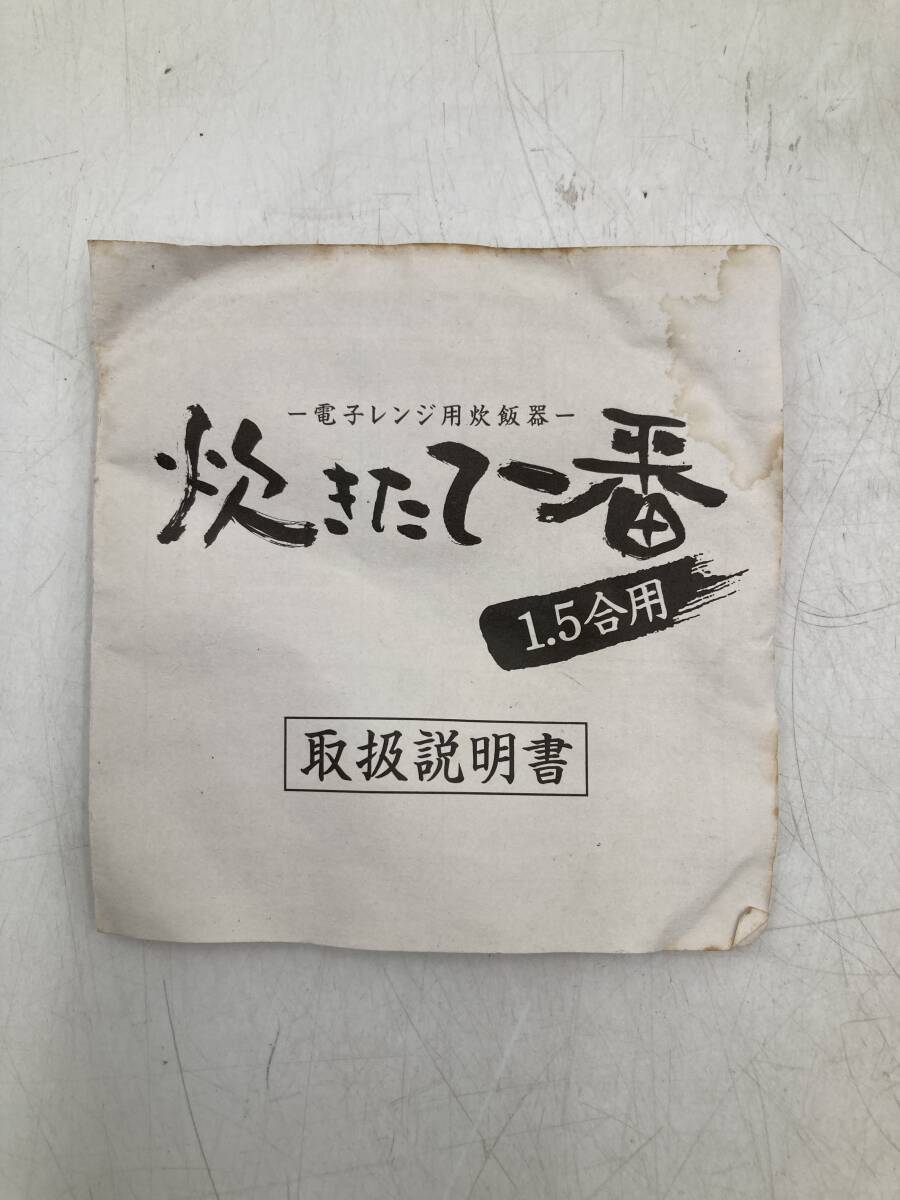 ー電子レンジ用炊飯器ー
炊きたて一番
1.5合用
取扱説明書